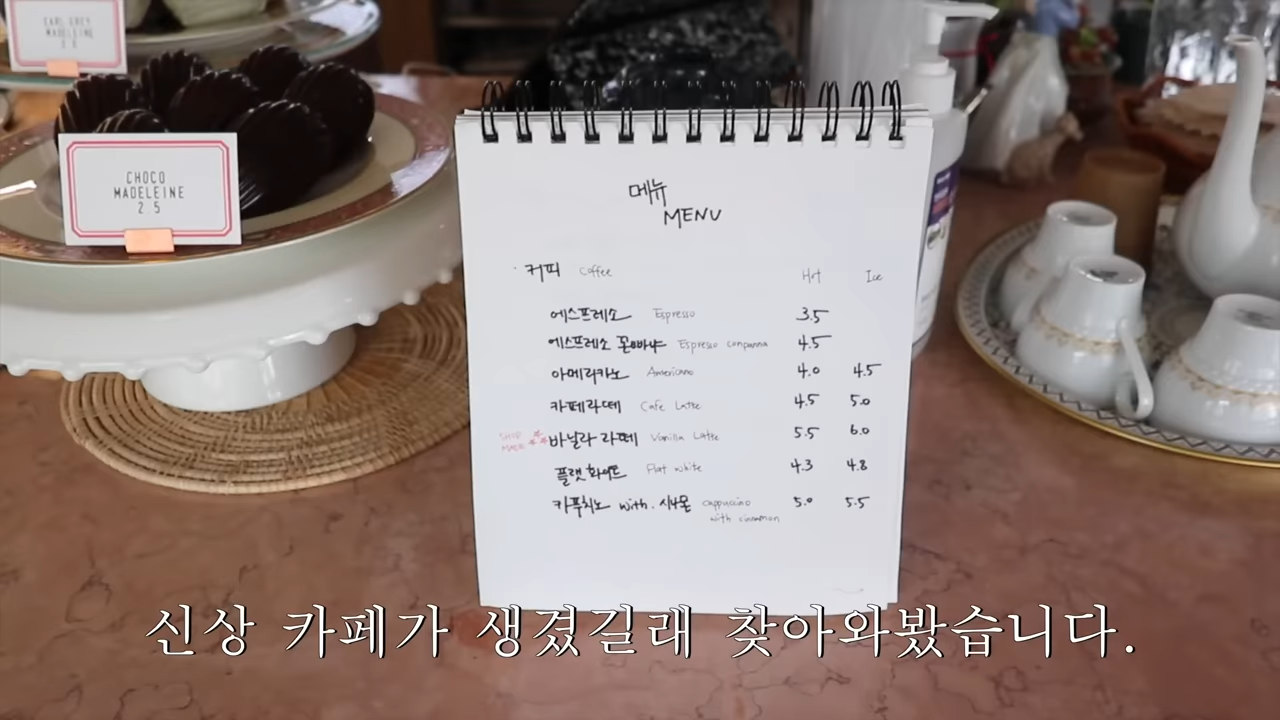 EARL GREY
MADELEINE
CHOCO
MADELEINE
2.5
메뉴
MENU
· 커피 Coffee Hot Ice
에스프레소 Espresso 3.5
에스프레소 꼰빠냐 Espresso conpanna 4.5
아메리카노 Americano 4.0 4.5
카페라떼 Cafe Latte 4.5 5.0
바닐라 라떼 Vanilla Latte 5.5 6.0
플랫화이트 Flat white 4.3 4.8
카푸치노 with. 시나몬 cappuccino 5.0 5.5
with cinnamon
신상 카페가 생겼길래 찾아와봤습니다.